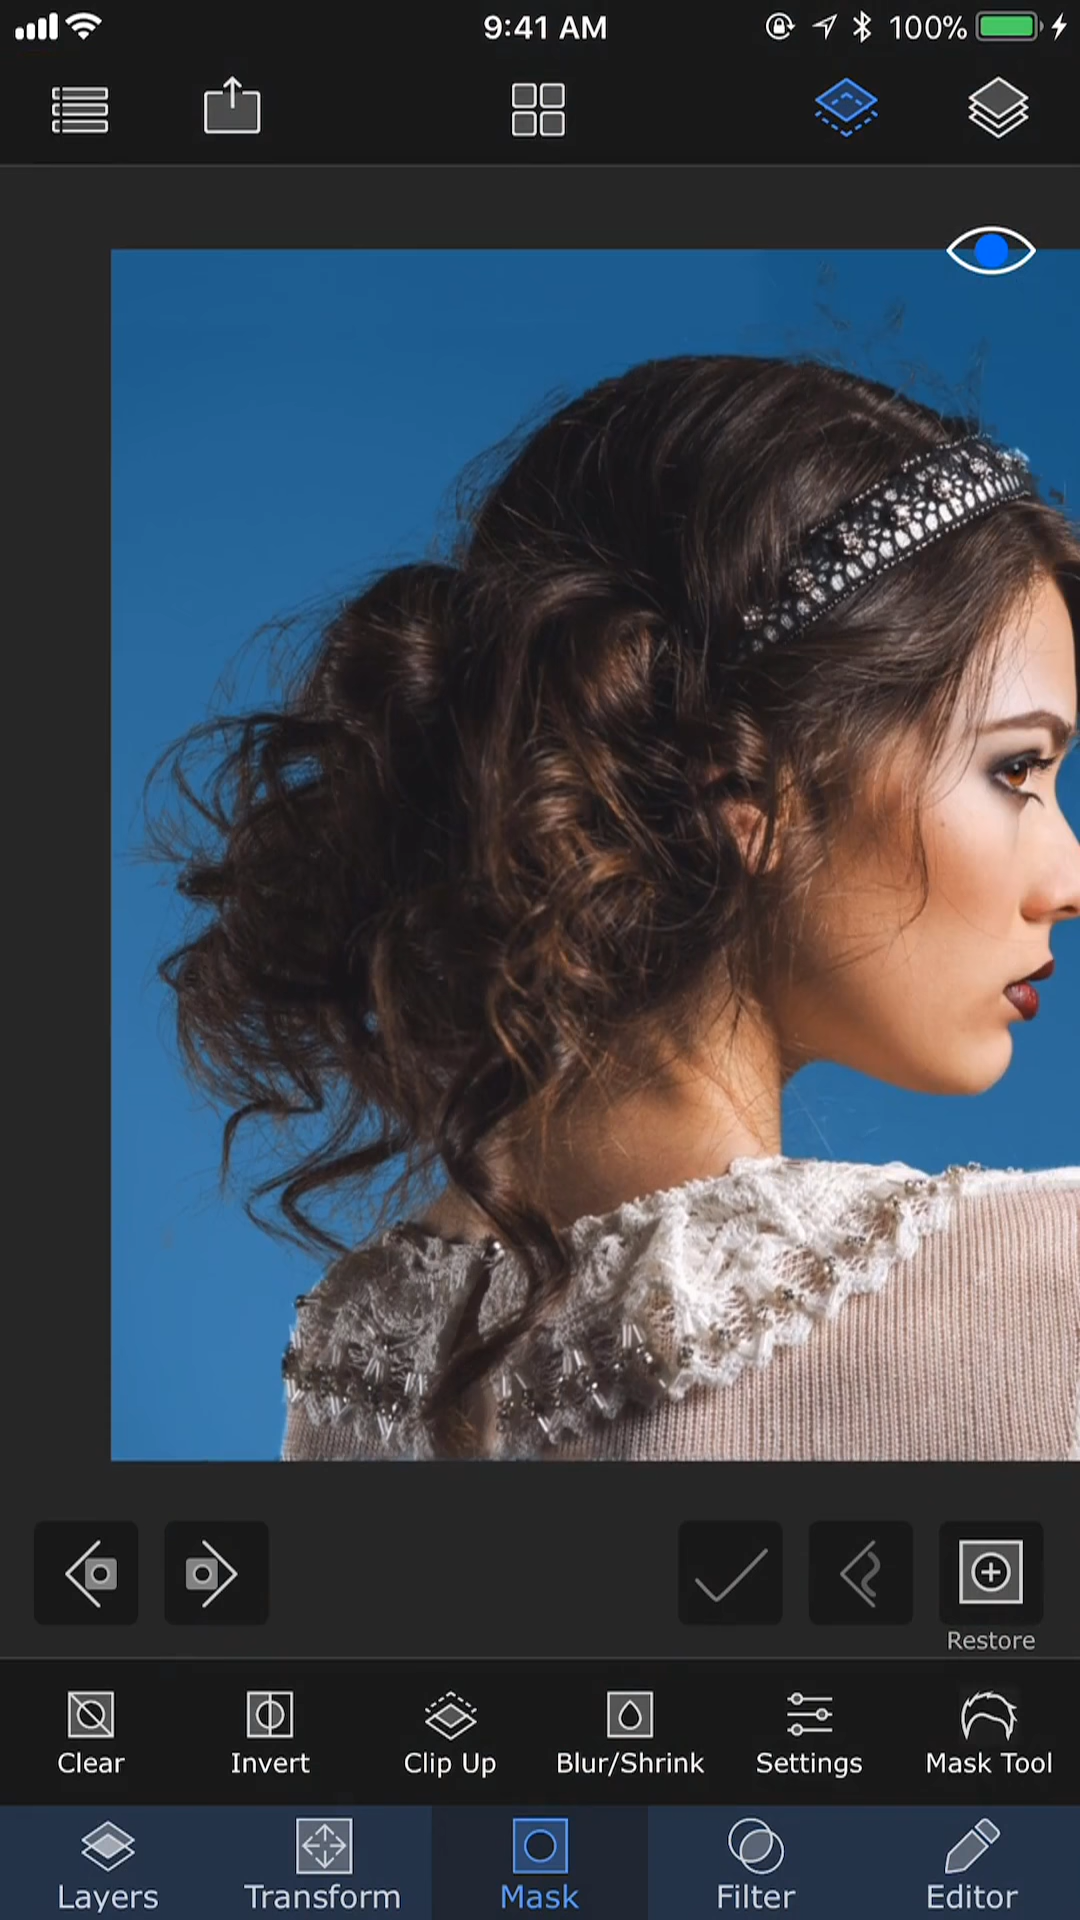 9:41 AM
100%
Restore
Clear
Invert
Clip Up
Blur/Shrink
Settings
Mask Tool
Layers
Transform
Mask
Filter
Editor